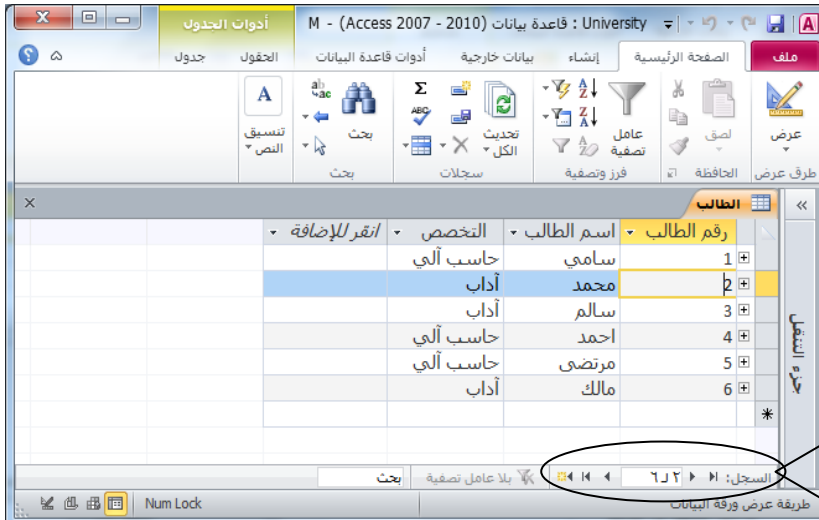 University : قاعدة بيانات (Access 2007 - 2010) - M
أدوات الجدول
ملف الصفحة الرئيسية إنشاء بيانات خارجية أدوات قاعدة البيانات الحقول جدول
عرض
لصق
عامل تصفية
تحديث الكل
بحث
تنسيق النص
طرق عرض الحافظة فرز وتصفية سجلات بحث
الطالب
رقم الطالب اسم الطالب التخصص انقر للإضافة
1 سامي حاسب آلي
2 محمد آداب
3 سالم آداب
4 احمد حاسب آلي
5 مرتضى حاسب آلي
6 مالك آداب
جزء التنقل
السجل: ٢ لـ ٦ بلا عامل تصفية بحث
طريقة عرض ورقة البيانات Num Lock